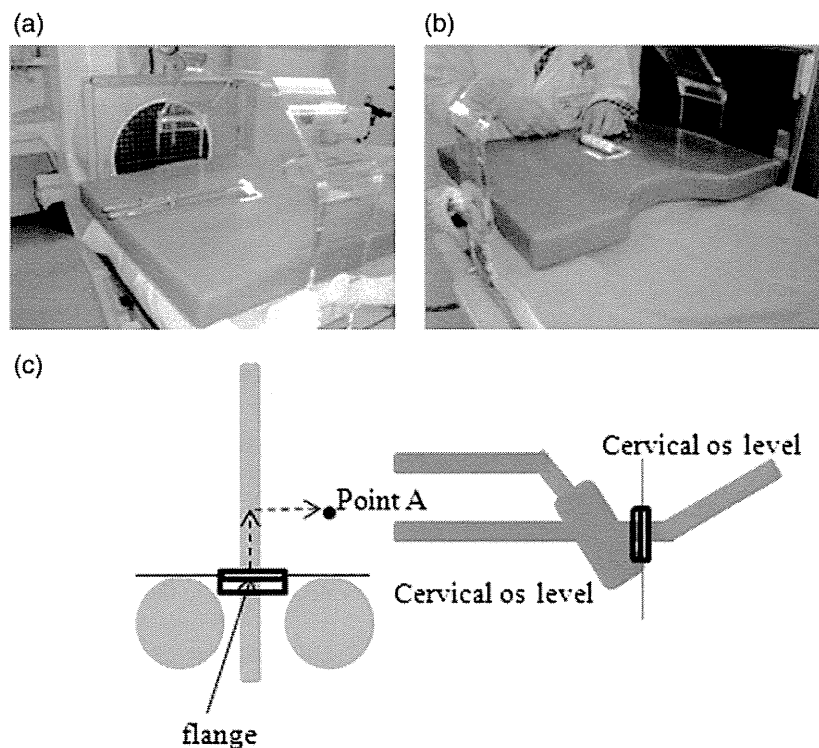 (a)
(b)
(c)
Point A
flange
Cervical os level
Cervical os level